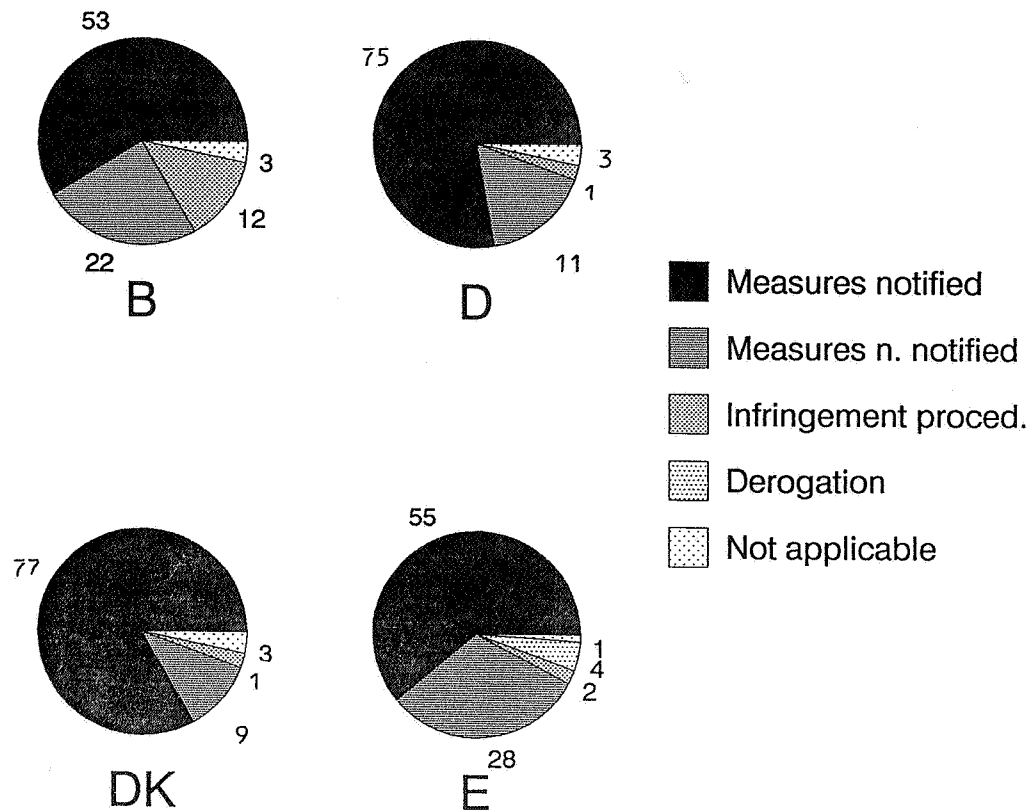 53
3
12
22
B
75
3
1
11
D
Measures notified
Measures n. notified
Infringement proced.
Derogation
Not applicable
77
3
1
9
DK
55
1
4
2
28
E